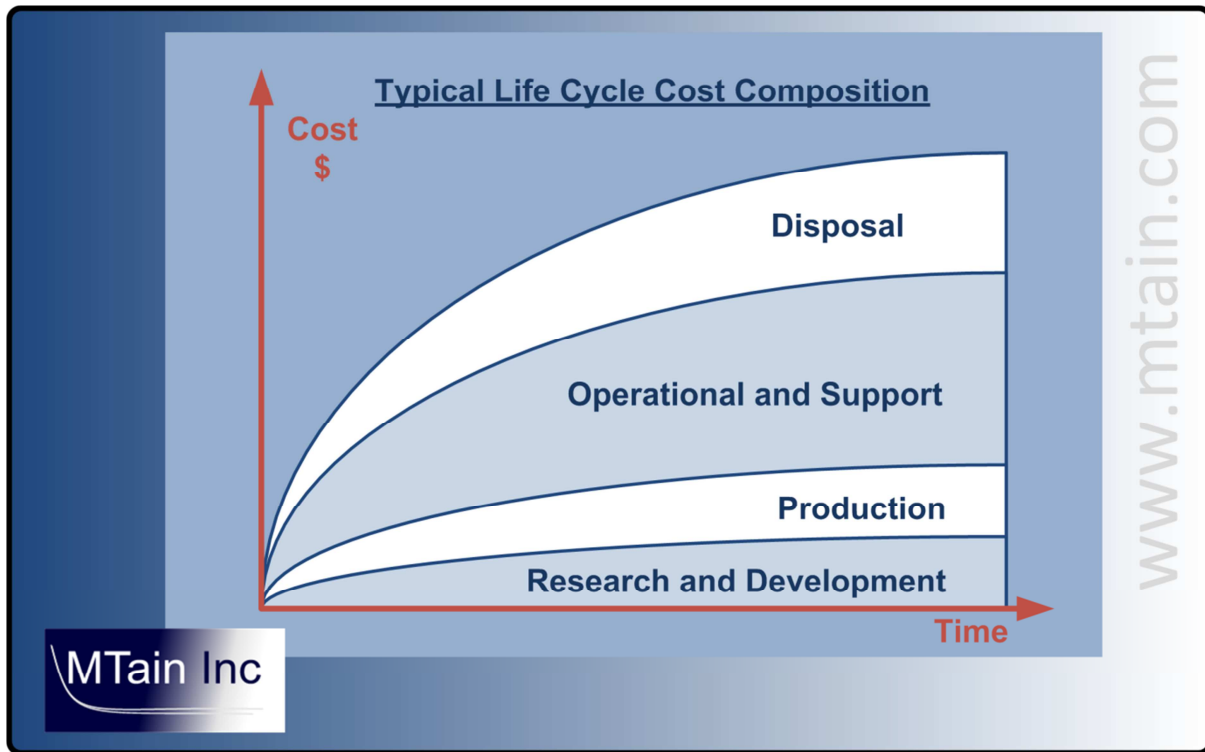 Typical Life Cycle Cost Composition
Cost
$
Disposal
Operational and Support
Production
Research and Development
Time
MTain Inc
www.mtain.com